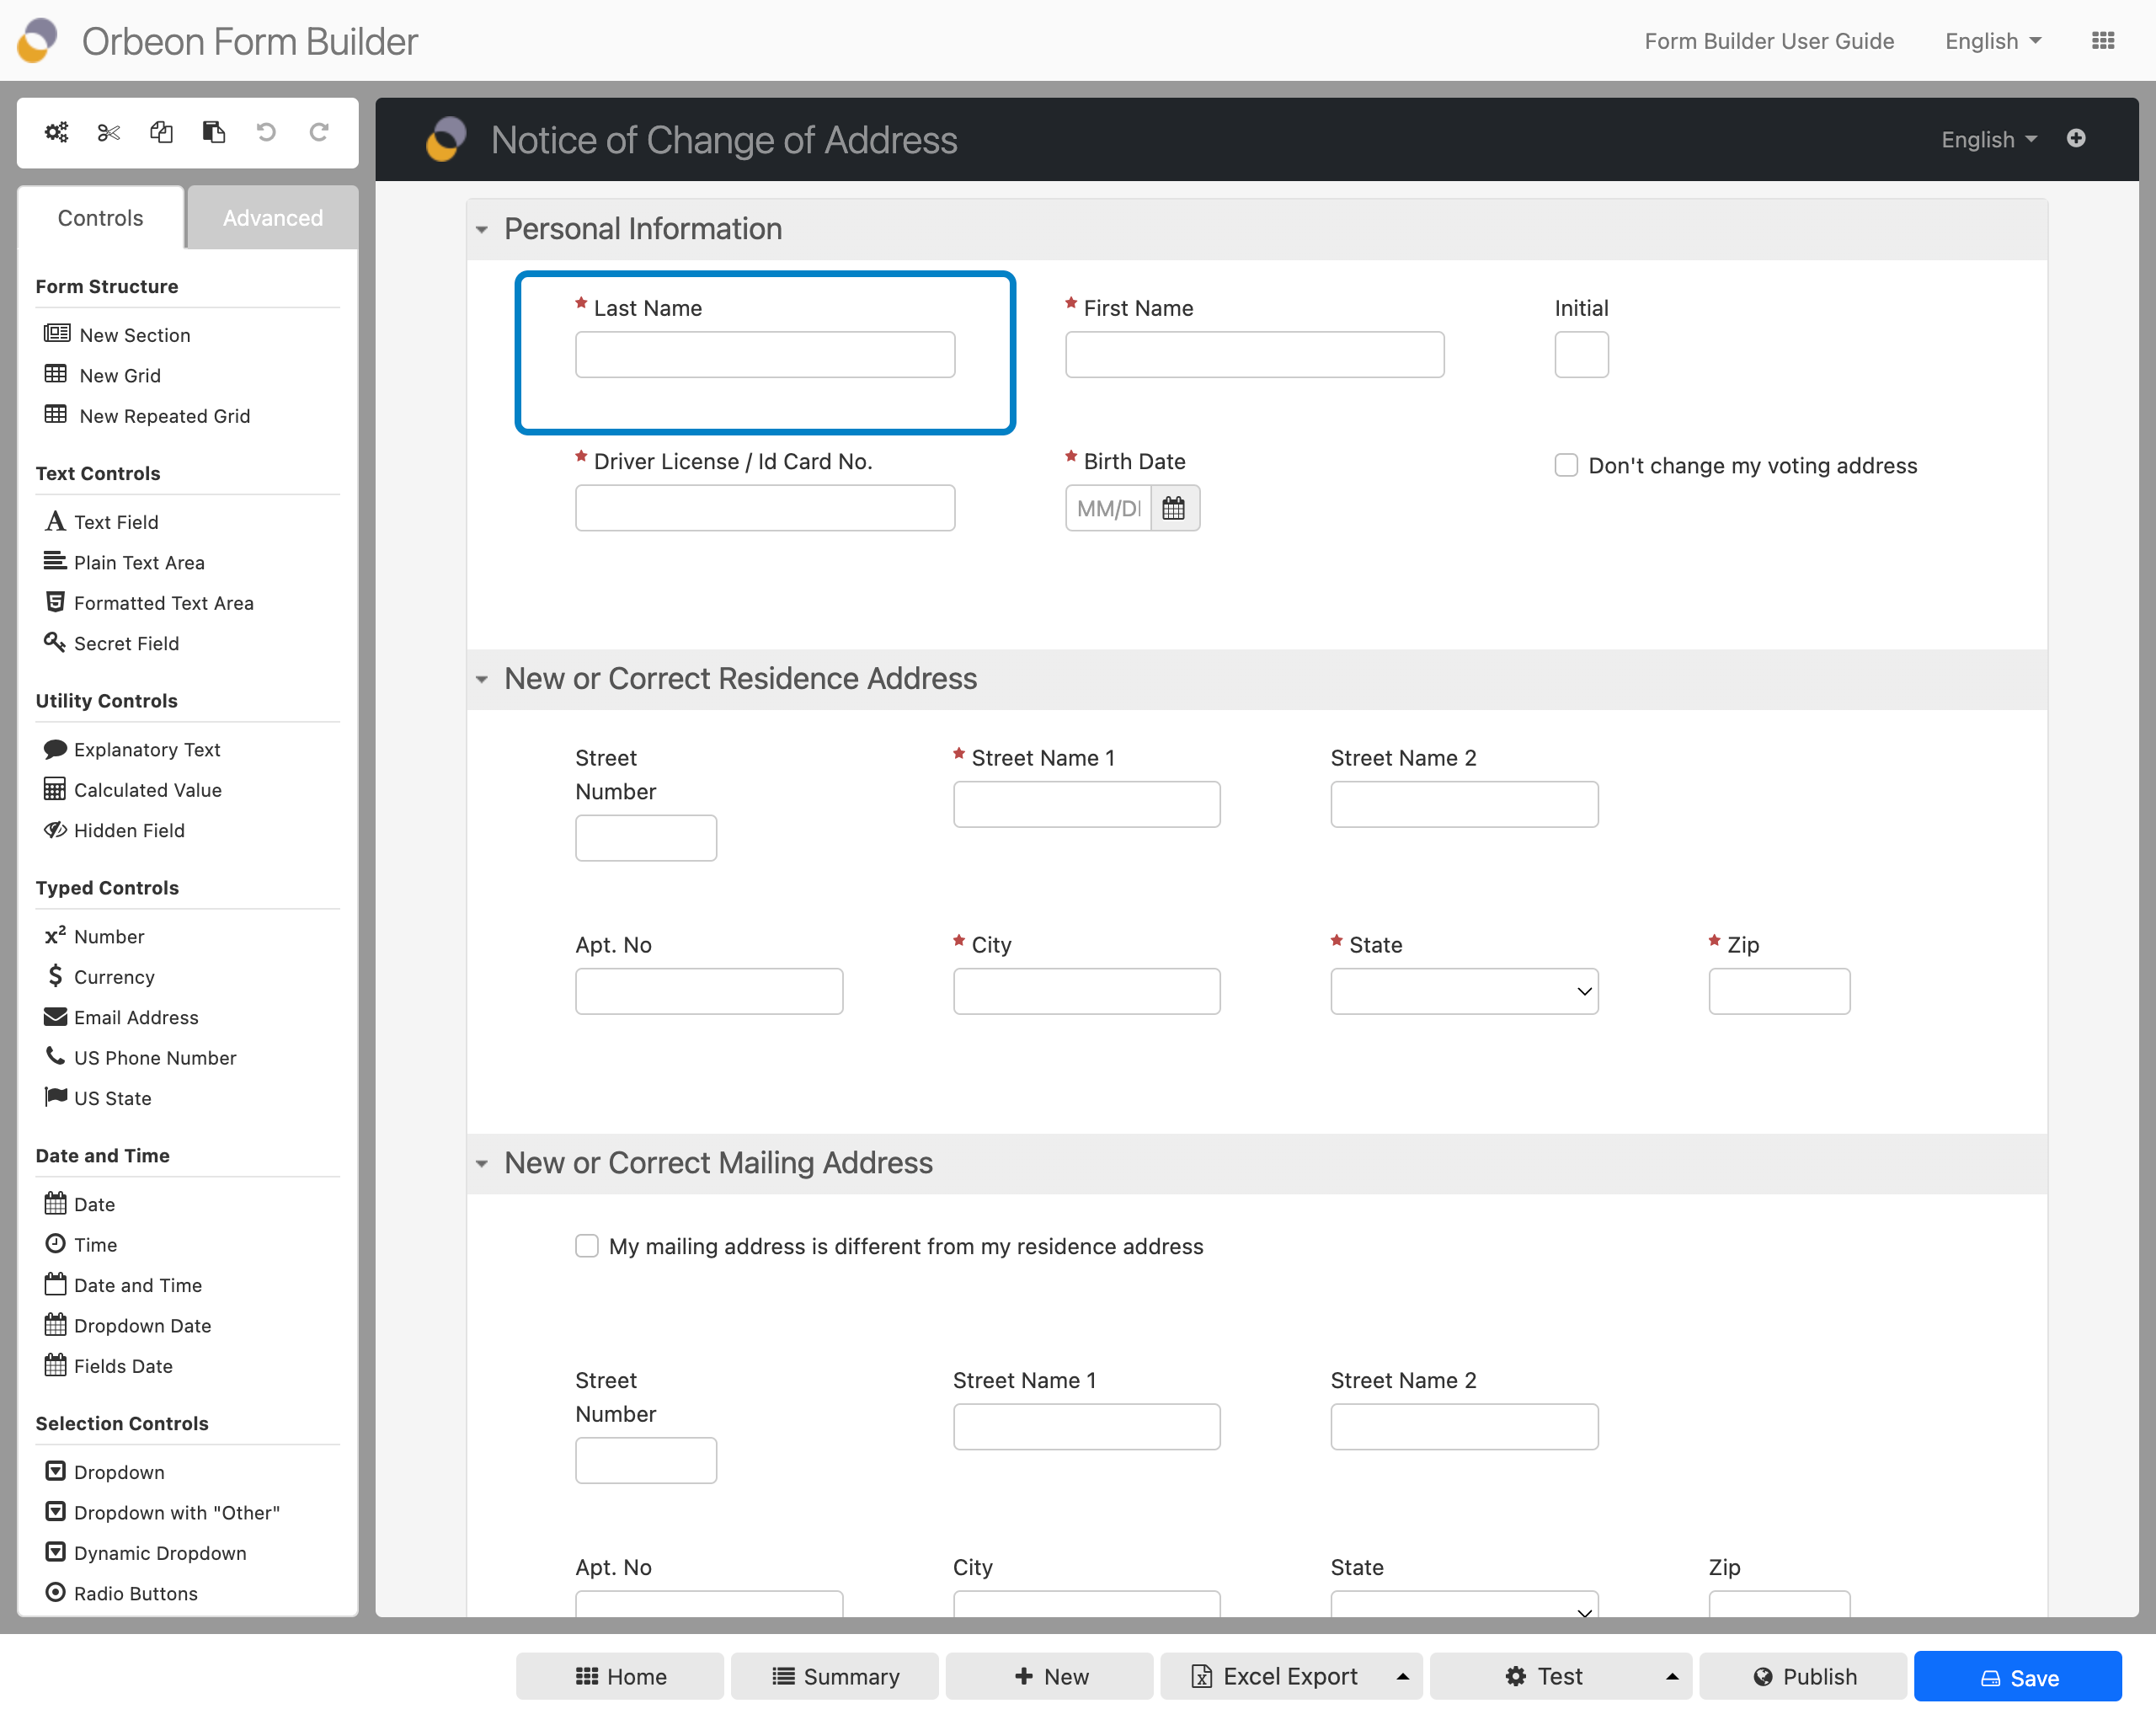 Orbeon Form Builder
Form Builder User Guide
English
Notice of Change of Address
English
Controls
Advanced
Form Structure
New Section
New Grid
New Repeated Grid
Text Controls
Text Field
Plain Text Area
Formatted Text Area
Secret Field
Utility Controls
Explanatory Text
Calculated Value
Hidden Field
Typed Controls
Number
Currency
Email Address
US Phone Number
US State
Date and Time
Date
Time
Date and Time
Dropdown Date
Fields Date
Selection Controls
Dropdown
Dropdown with "Other"
Dynamic Dropdown
Radio Buttons
Personal Information
* Last Name
* First Name
Initial
* Driver License / Id Card No.
* Birth Date
MM/DI
Don't change my voting address
New or Correct Residence Address
Street
Number
* Street Name 1
Street Name 2
Apt. No
* City
* State
* Zip
New or Correct Mailing Address
My mailing address is different from my residence address
Street
Number
Street Name 1
Street Name 2
Apt. No
City
State
Zip
Home
Summary
New
Excel Export
Test
Publish
Save